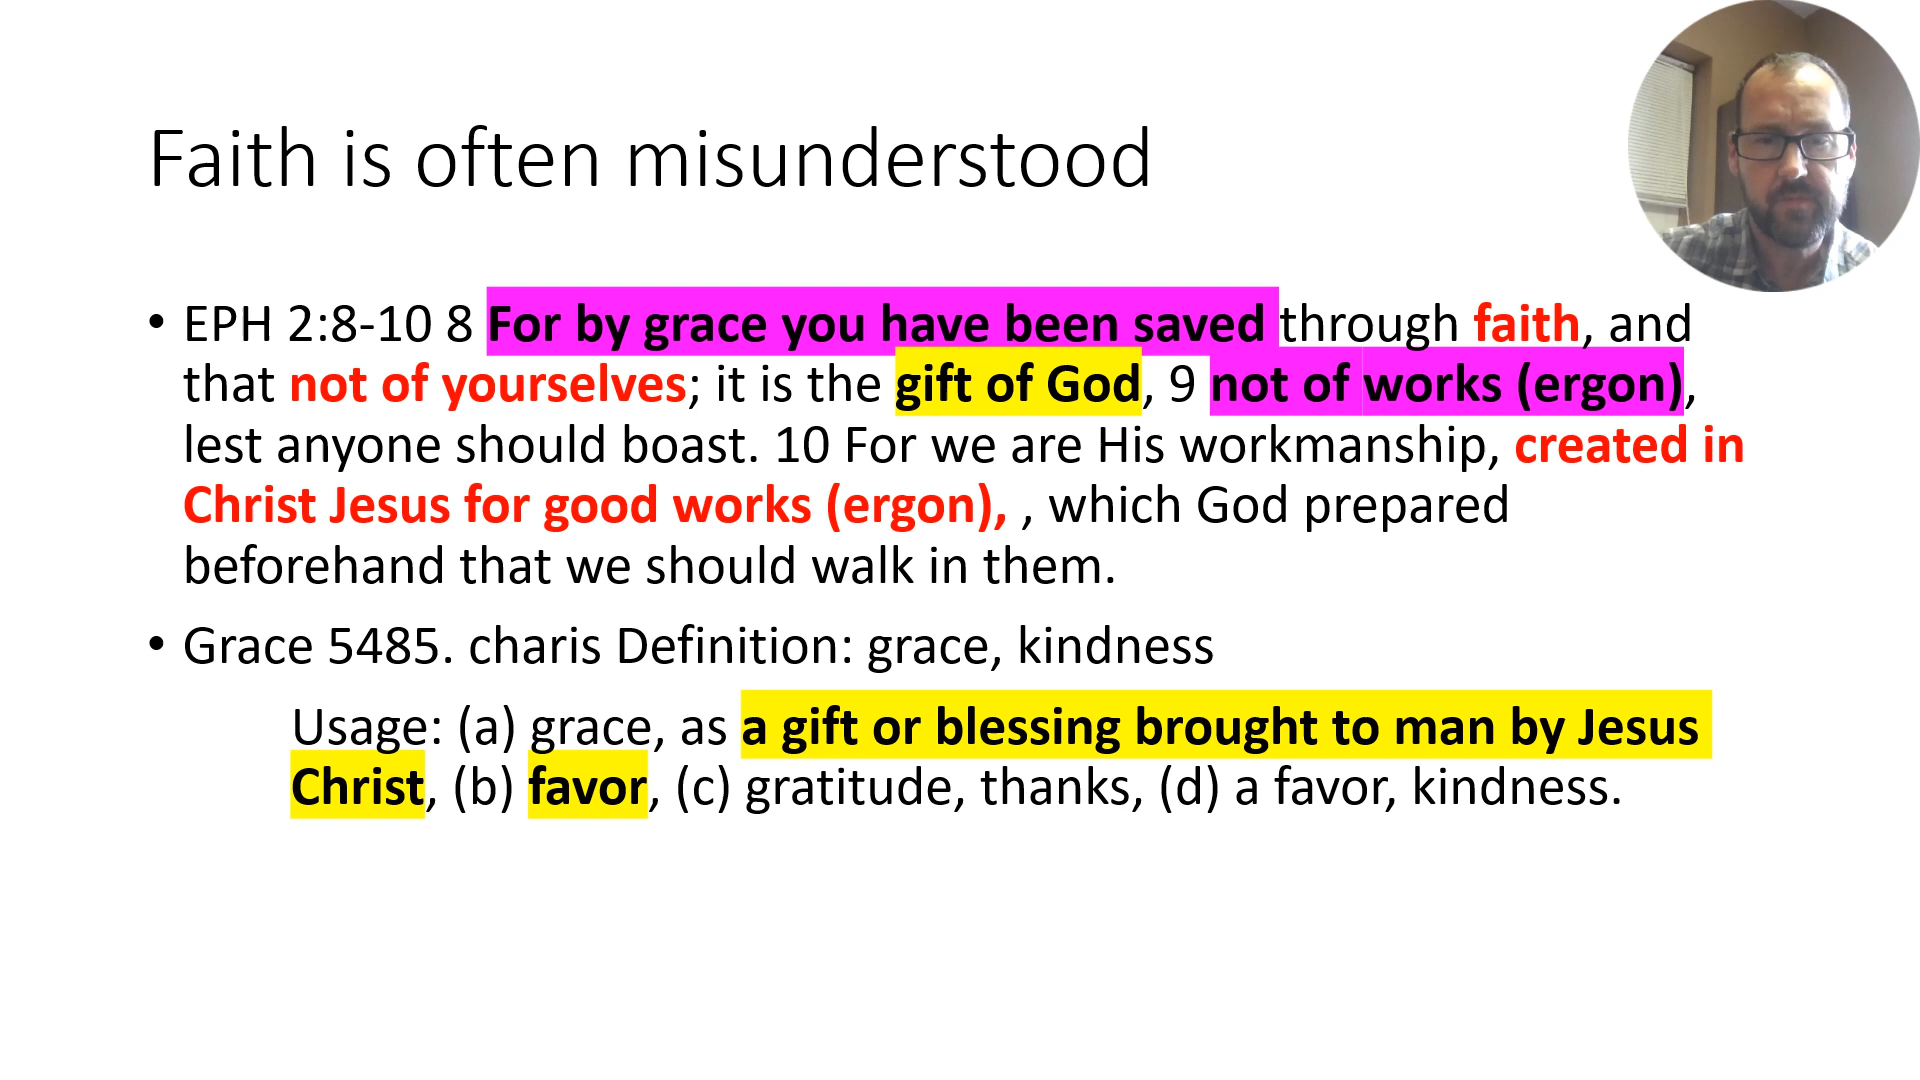 Faith is often misunderstood
• EPH 2:8-10 8 For by grace you have been saved through faith, and
that not of yourselves; it is the gift of God, 9 not of works (ergon),
lest anyone should boast. 10 For we are His workmanship, created in
Christ Jesus for good works (ergon), , which God prepared
beforehand that we should walk in them.
• Grace 5485. charis Definition: grace, kindness
Usage: (a) grace, as a gift or blessing brought to man by Jesus
Christ, (b) favor, (c) gratitude, thanks, (d) a favor, kindness.